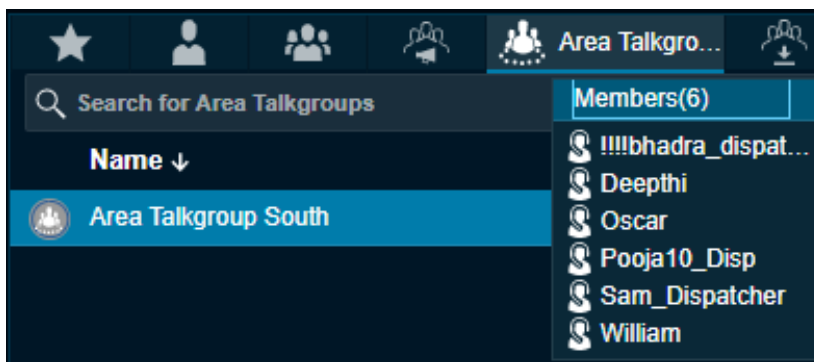 Area Talkgro...
Search for Area Talkgroups
Members(6)
Name ↓
!!!!bhadra_dispat...
Deepthi
Area Talkgroup South
Oscar
Pooja10_Disp
Sam_Dispatcher
William